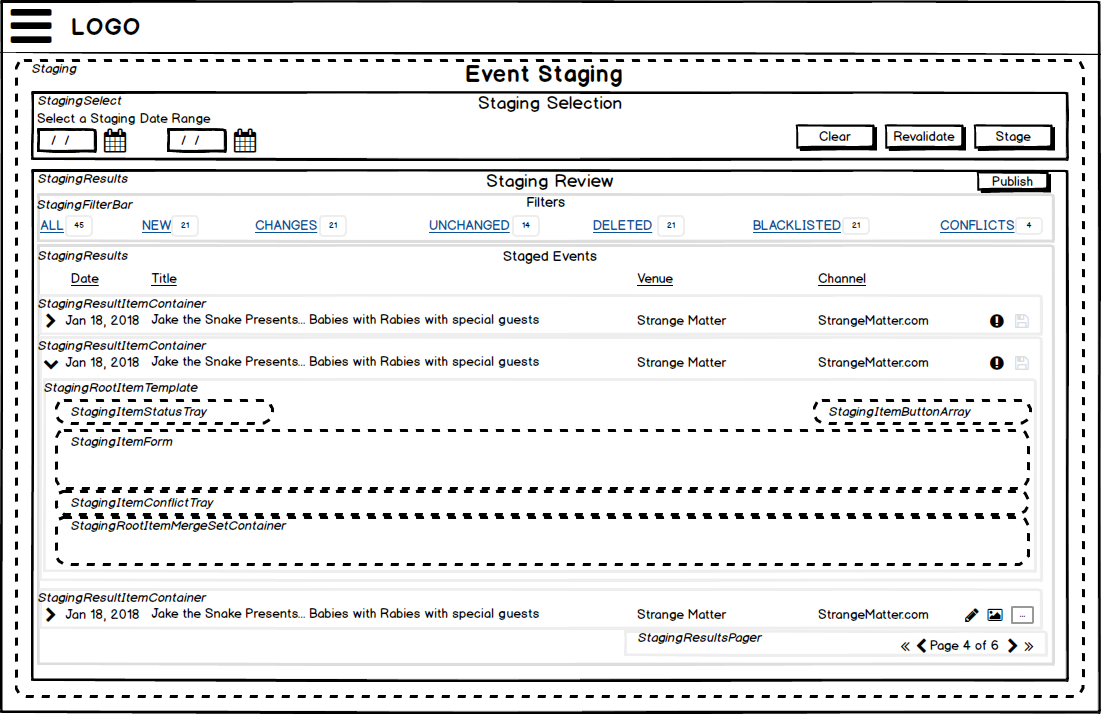 LOGO
Staging
Event Staging
StagingSelect
Staging Selection
Select a Staging Date Range
/ / / / Clear Revalidate Stage
StagingResults
Staging Review Publish
StagingFilterBar Filters
ALL 45 NEW 21 CHANGES 21 UNCHANGED 14 DELETED 21 BLACKLISTED 21 CONFLICTS 4
StagingResults Staged Events
Date Title Venue Channel
StagingResultItemContainer
Jan 18, 2018 Jake the Snake Presents... Babies with Rabies with special guests Strange Matter StrangeMatter.com
StagingResultItemContainer
Jan 18, 2018 Jake the Snake Presents... Babies with Rabies with special guests Strange Matter StrangeMatter.com
StagingRootItemTemplate
StagingItemStatusTray StagingItemButtonArray
StagingItemForm
StagingItemConflictTray
StagingRootItemMergeSetContainer
StagingResultItemContainer
Jan 18, 2018 Jake the Snake Presents... Babies with Rabies with special guests Strange Matter StrangeMatter.com ...
StagingResultsPager
« Page 4 of 6 »